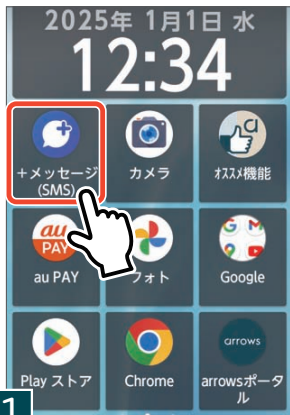 2025年 1月1日 水
12:34
+メッセージ
(SMS)
カメラ
オススメ機能
au
PAY
au PAY
フォト
G M
Google
Play ストア
Chrome
arrows
arrowsポータ
ル
1